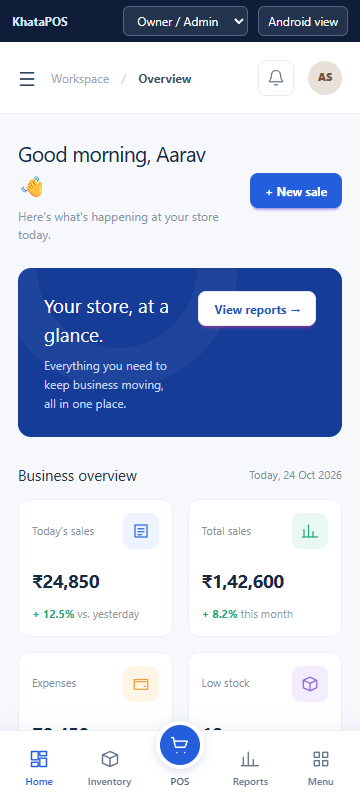 KhataPOS
Owner / Admin
Android view
Workspace / Overview
AS
Good morning, Aarav
👋
+ New sale
Here's what's happening at your store
today.
Your store, at a
glance.
View reports →
Everything you need to
keep business moving,
all in one place.
Business overview
Today, 24 Oct 2026
Today's sales
₹24,850
+ 12.5% vs. yesterday
Total sales
₹1,42,600
+ 8.2% this month
Expenses
Low stock
Home
Inventory
POS
Reports
Menu